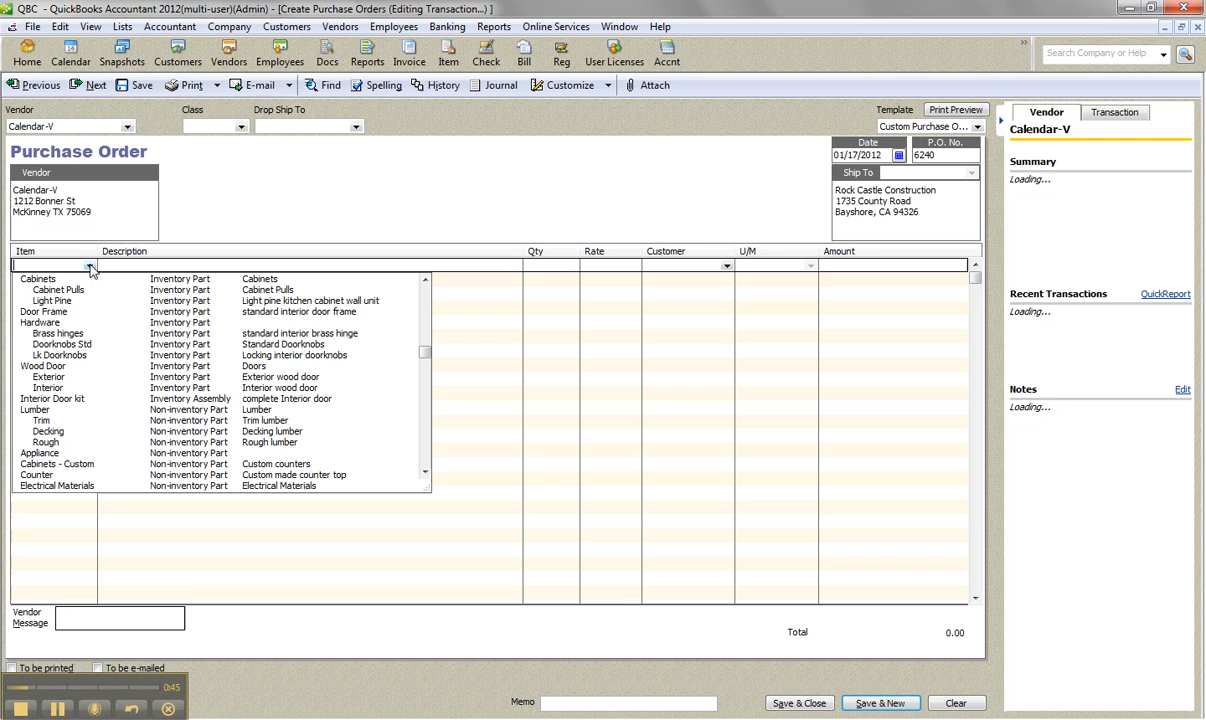 QBC - QuickBooks Accountant 2012(multi-user)(Admin) - [Create Purchase Orders (Editing Transaction...) ]
File Edit View Lists Accountant Company Customers Vendors Employees Banking Reports Online Services Window Help
Home Calendar Snapshots Customers Vendors Employees Docs Reports Invoice Item Check Bill Reg User Licenses Accnt
Search Company or Help
Previous Next Save Print E-mail Find Spelling History Journal Customize Attach
Vendor Class Drop Ship To Template Print Preview
Calendar-V Custom Purchase O...
Purchase Order
Date P.O. No.
01/17/2012 6240
Vendor
Calendar-V
1212 Bonner St
McKinney TX 75069
Ship To
Rock Castle Construction
1735 County Road
Bayshore, CA 94326
Item Description Qty Rate Customer U/M Amount
Cabinets Inventory Part Cabinets
Cabinet Pulls Inventory Part Cabinet Pulls
Light Pine Inventory Part Light pine kitchen cabinet wall unit
Door Frame Inventory Part standard interior door frame
Hardware Inventory Part
Brass hinges Inventory Part standard interior brass hinge
Doorknobs Std Inventory Part Standard Doorknobs
Lk Doorknobs Inventory Part Locking interior doorknobs
Wood Door Inventory Part Doors
Exterior Inventory Part Exterior wood door
Interior Inventory Part Interior wood door
Interior Door kit Inventory Assembly complete Interior door
Lumber Non-inventory Part Lumber
Trim Non-inventory Part Trim lumber
Decking Non-inventory Part Decking lumber
Rough Non-inventory Part Rough lumber
Appliance Non-inventory Part
Cabinets - Custom Non-inventory Part Custom counters
Counter Non-inventory Part Custom made counter top
Electrical Materials Non-inventory Part Electrical Materials
Vendor
Message
Total 0.00
To be printed To be e-mailed
0:45
Memo Save & Close Save & New Clear
Vendor Transaction
Calendar-V
Summary
Loading...
Recent Transactions QuickReport
Loading...
Notes Edit
Loading...